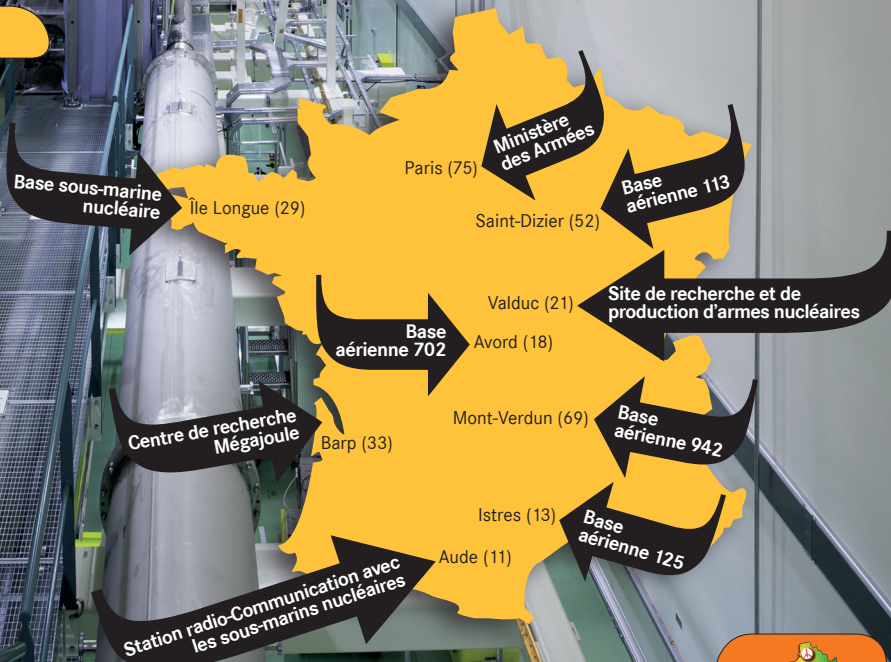 Ministère
des Armées
Paris (75)
Base
aérienne 113
Base sous-marine
nucléaire
Île Longue (29)
Saint-Dizier (52)
Valduc (21)
Site de recherche et de
production d’armes nucléaires
Base
aérienne 702
Avord (18)
Mont-Verdun (69)
Base
aérienne 942
Centre de recherche
Mégajoule
Barp (33)
Istres (13)
Base
aérienne 125
Aude (11)
Station radio-Communication avec
les sous-marins nucléaires